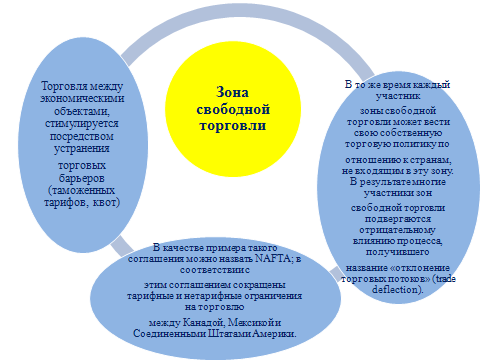 Зона
свободной
торговли
Торговля между
экономическими
объектами,
стимулируется
посредством
устранения
торговых
барьеров
(таможенных
тарифов, квот)
В то же время каждый
участник
зоны свободной
торговли может вести
свою собственную
торговую политику по
отношению к странам,
не входящим в эту зону.
В результате многие
участники зон
свободной торговли
подвергаются
отрицательному
влиянию процесса,
получившего
название «отклонение
торговых потоков» (trade
deflection).
В качестве примера такого
соглашения можно назвать NAFTA; в
соответствии с
этим соглашением сокращены
тарифные и нетарифные ограничения
на торговлю
между Канадой, Мексикой и
Соединенными Штатами Америки.